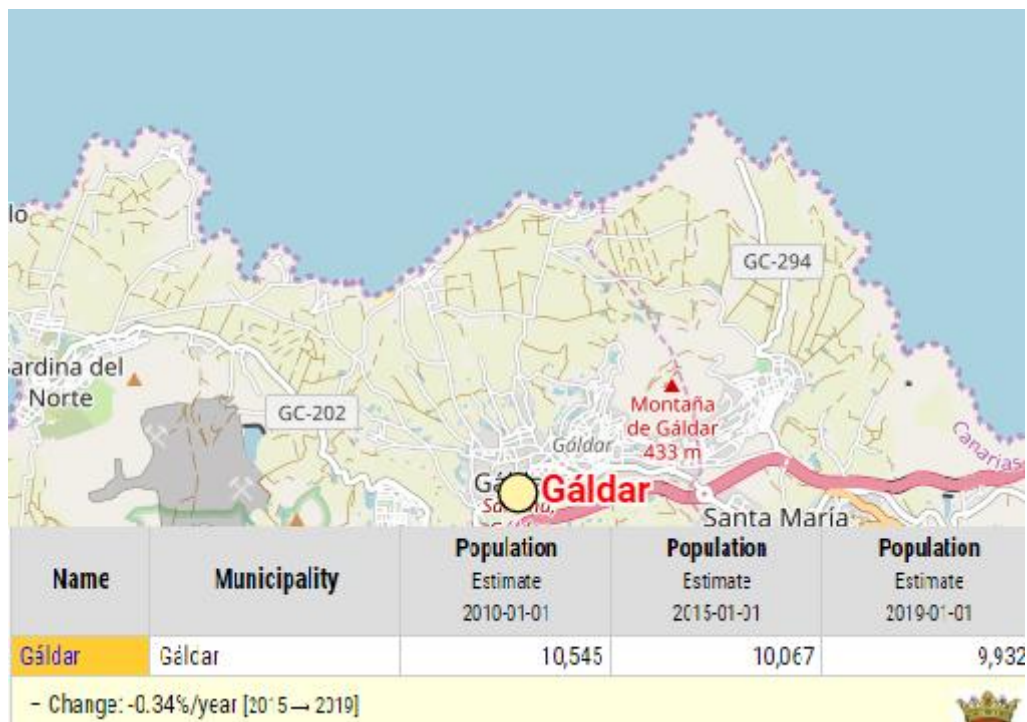 lo
GC-294
Sardina del
Norte
GC-202
Montaña
de Gáldar
433 m
Gáldar
Canarias
Gáldar
Santa María
Name
Municipality
Population
Estimate
2010-01-01
Population
Estimate
2015-01-01
Population
Estimate
2019-01-01
Gáldar
Gáldar
10,545
10,067
9,932
– Change: -0.34%/year [2015 → 2019]